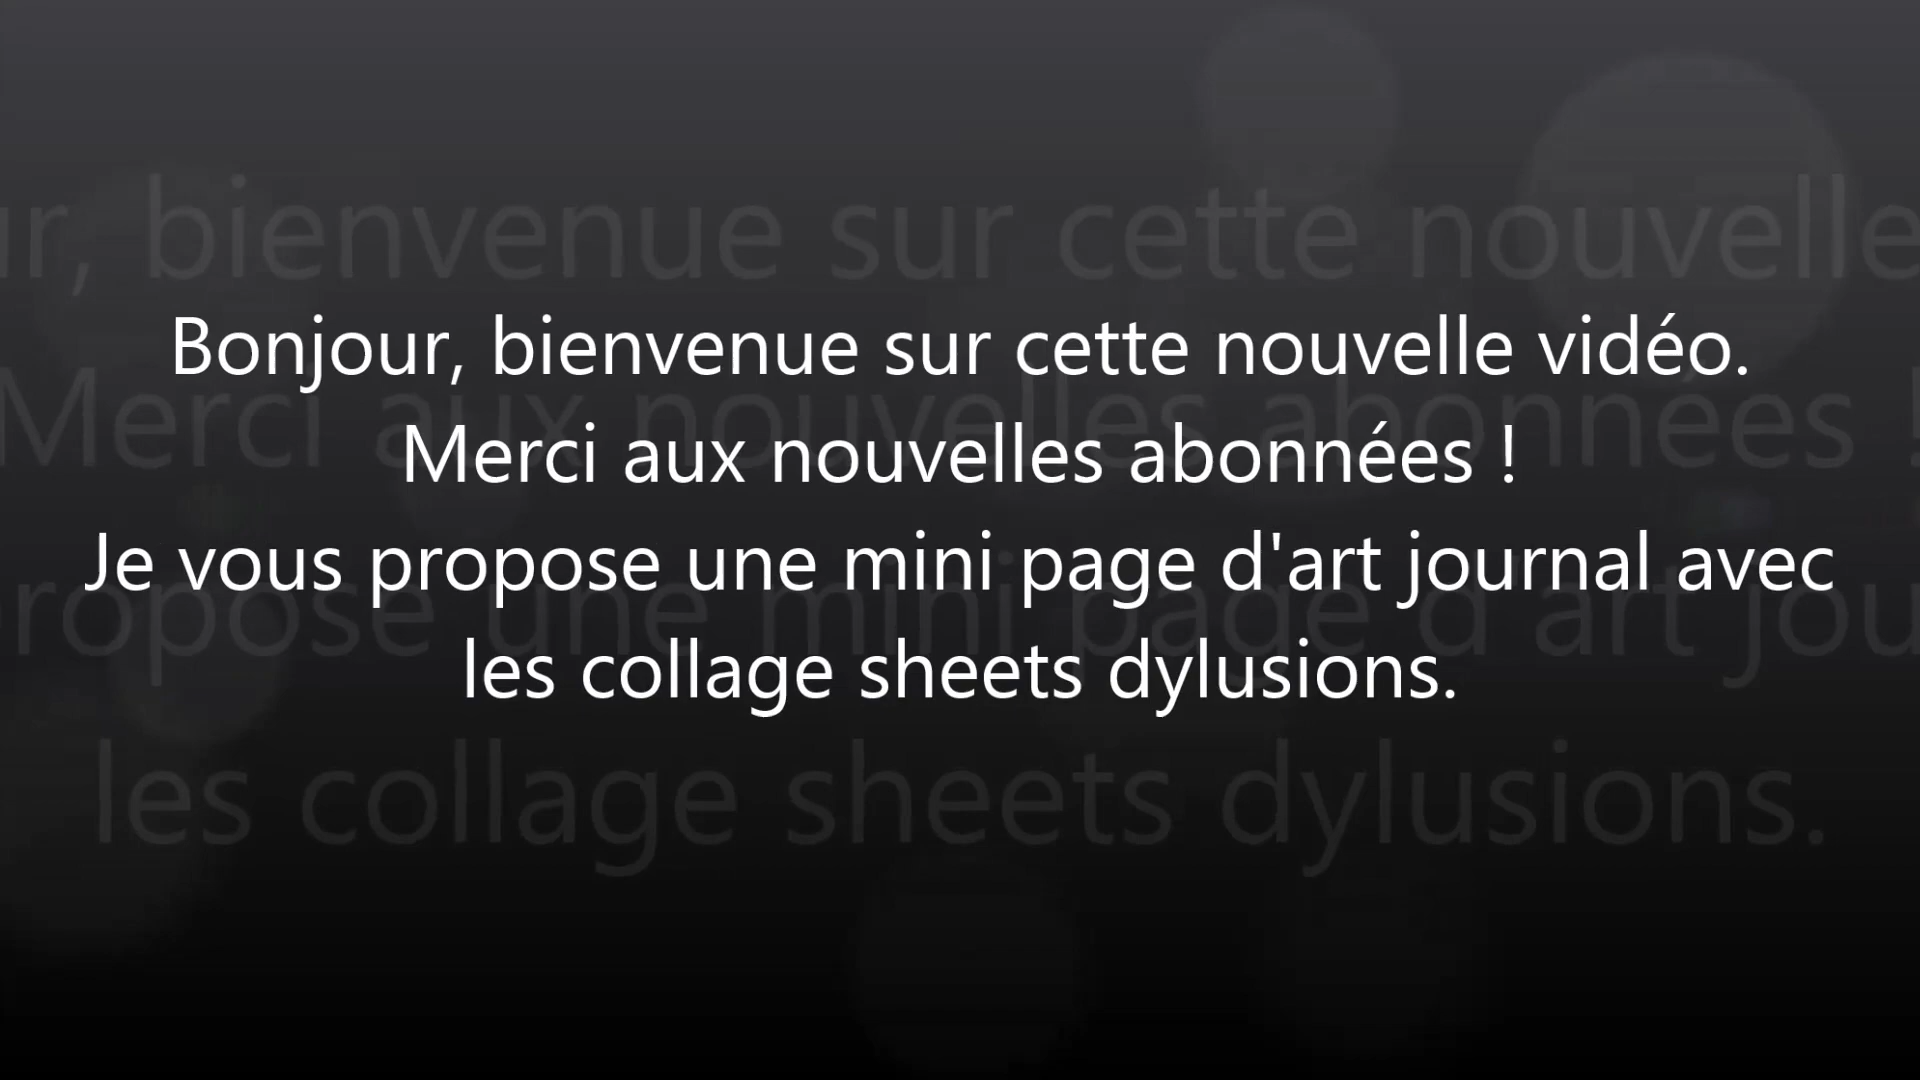 Bonjour, bienvenue sur cette nouvelle vidéo.
Merci aux nouvelles abonnées !
Je vous propose une mini page d'art journal avec
les collage sheets dylusions.